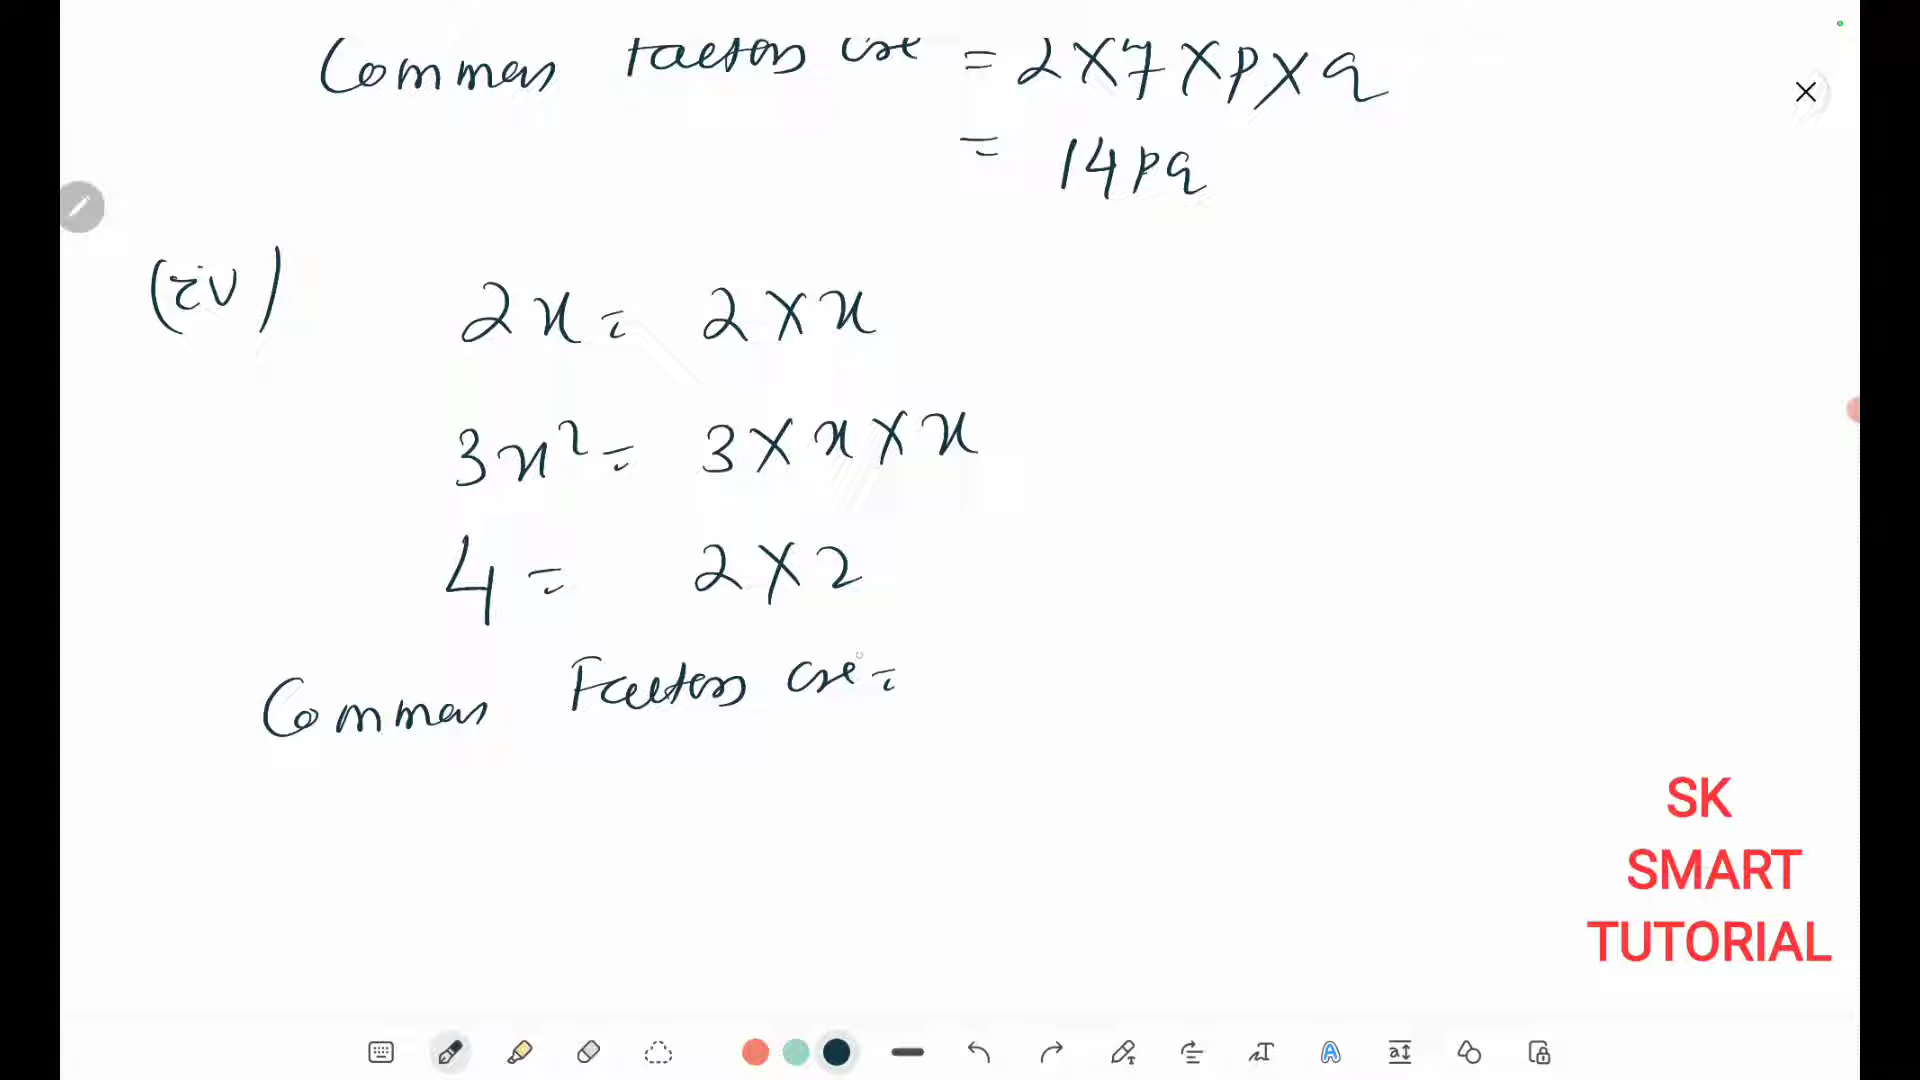 Common Factors are = 2×7×p×q
= 14pq
(iv) 2x = 2×x
3x² = 3×x×x
4 = 2×2
Common Factors are =
SK
SMART
TUTORIAL